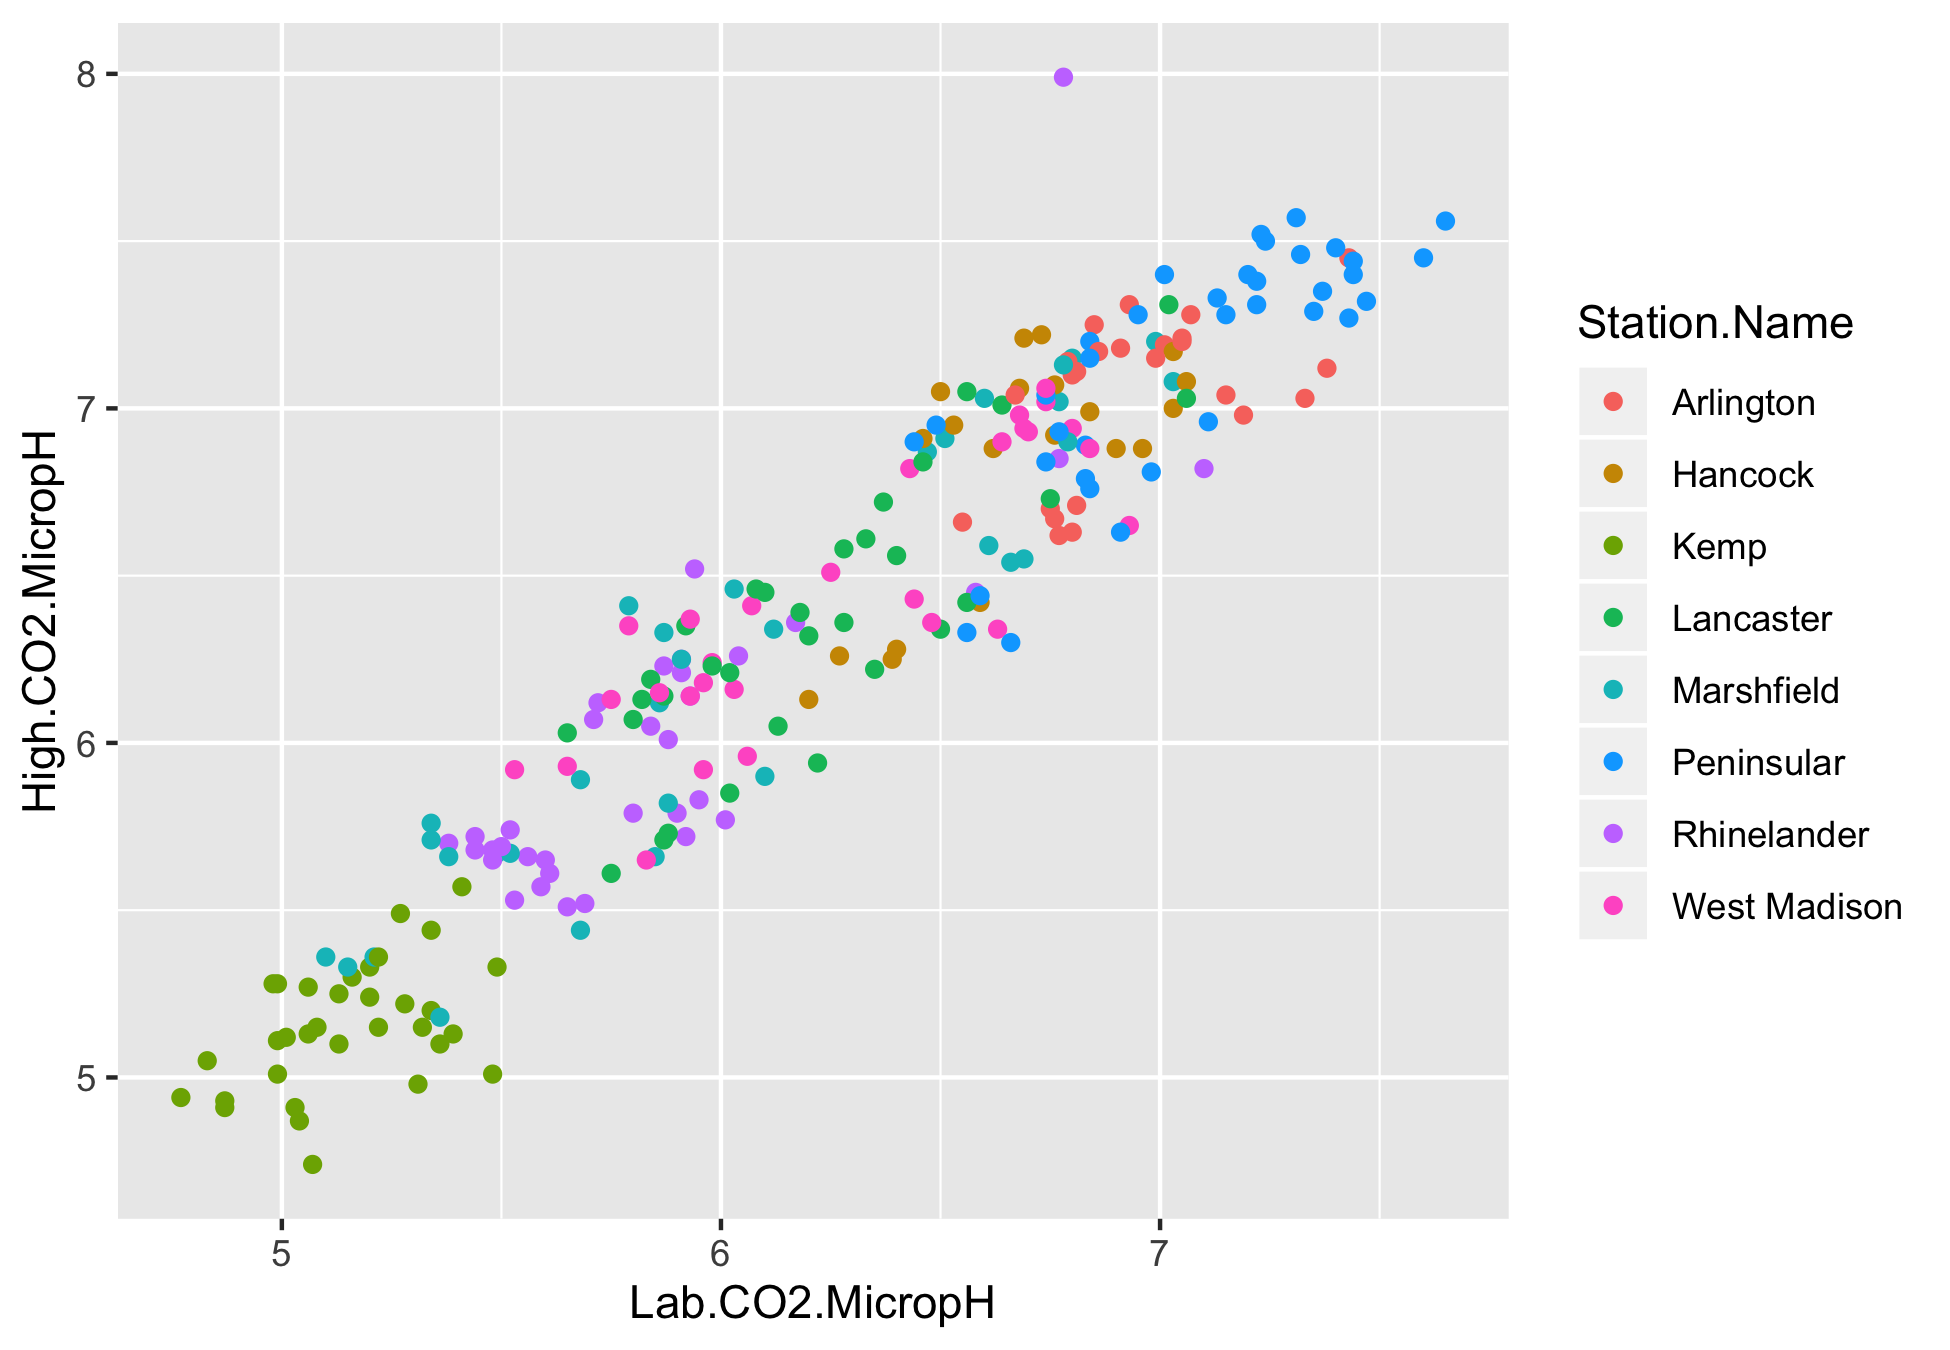 8
7
6
5
High.CO2.MicropH
5 6 7
Lab.CO2.MicropH
Station.Name
Arlington
Hancock
Kemp
Lancaster
Marshfield
Peninsular
Rhinelander
West Madison